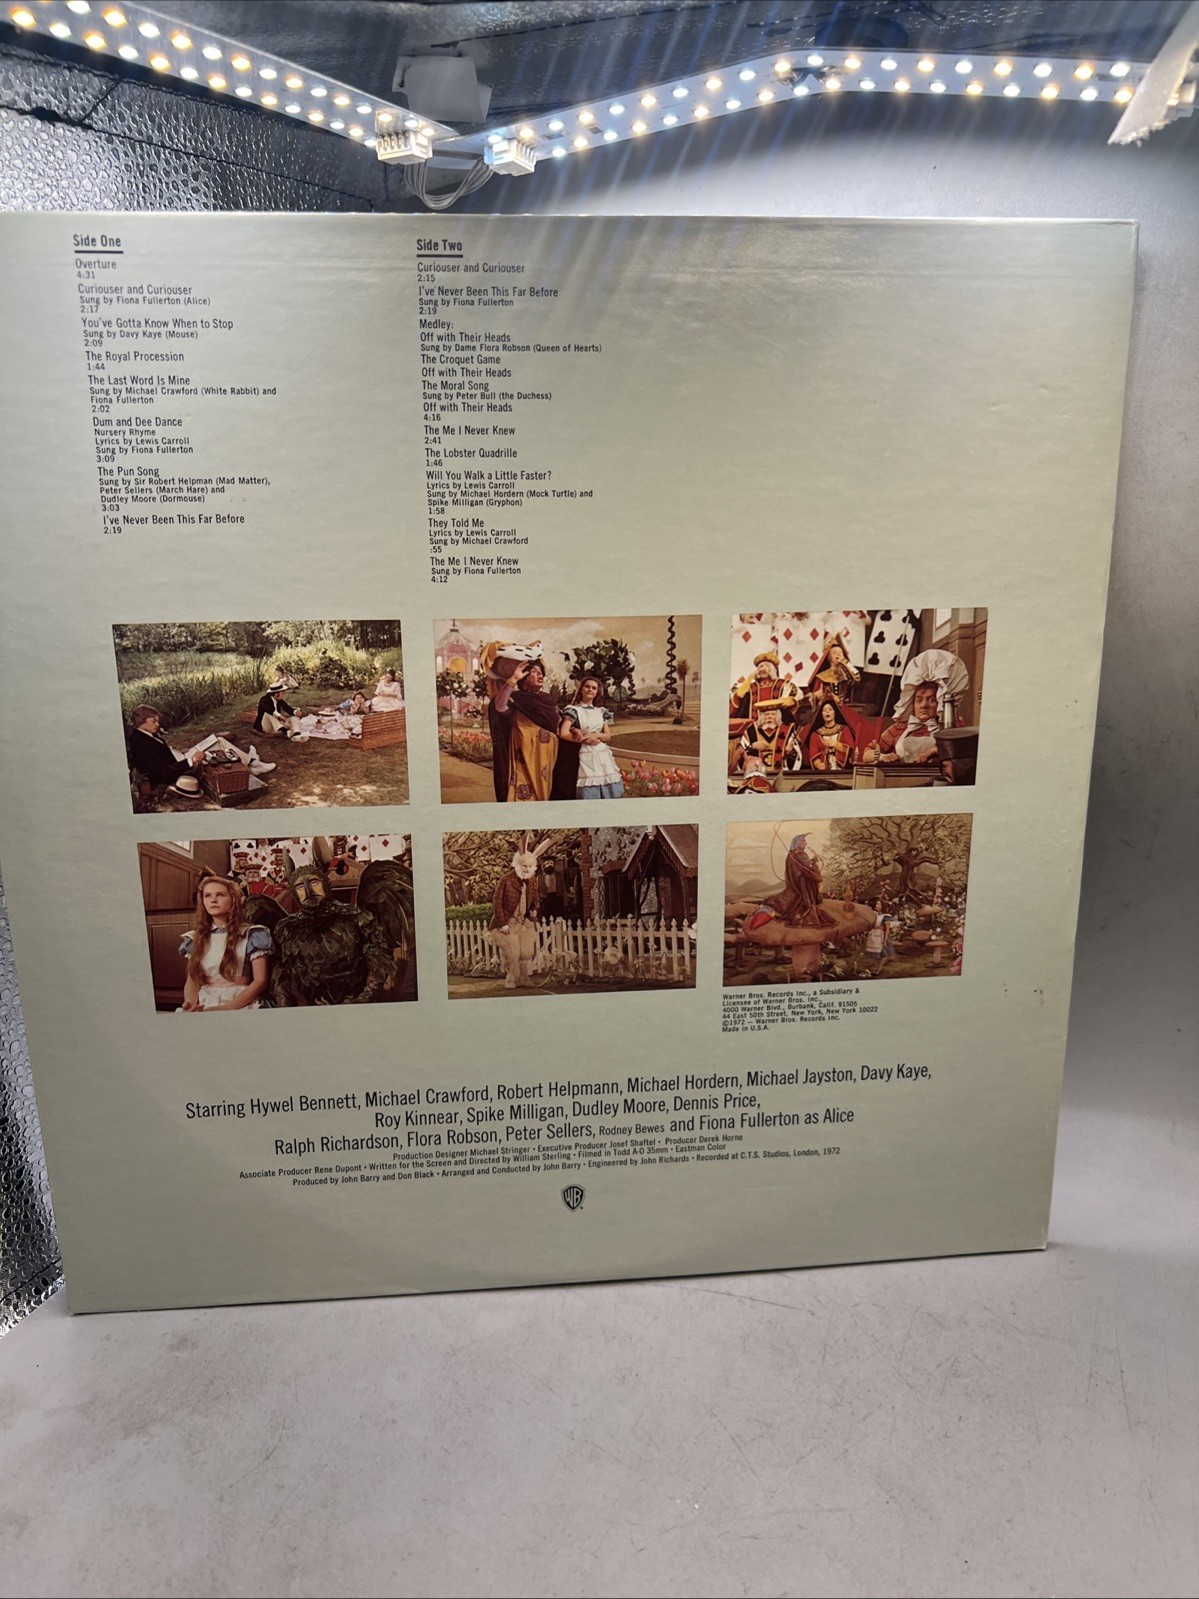 Side One
Overture
4:31
Curiouser and Curiouser
Sung by Fiona Fullerton (Alice)
2:17
You've Gotta Know When to Stop
Sung by Davy Kaye (Mouse)
2:09
The Royal Procession
1:44
The Last Word Is Mine
Sung by Michael Crawford (White Rabbit) and
Fiona Fullerton
2:02
Dum and Dee Dance
Nursery Rhyme
Lyrics by Lewis Carroll
Sung by Fiona Fullerton
3:09
The Pun Song
Sung by Sir Robert Helpman (Mad Matter),
Peter Sellers (March Hare) and
Dudley Moore (Dormouse)
3:03
I've Never Been This Far Before
2:19
Side Two
Curiouser and Curiouser
2:15
I've Never Been This Far Before
Sung by Fiona Fullerton
2:19
Medley:
Off with Their Heads
Sung by Dame Flora Robson (Queen of Hearts)
The Croquet Game
Off with Their Heads
The Moral Song
Sung by Peter Bull (the Duchess)
Off with Their Heads
4:16
The Me I Never Knew
2:41
The Lobster Quadrille
1:46
Will You Walk a Little Faster?
Lyrics by Lewis Carroll
Sung by Michael Hordern (Mock Turtle) and
Spike Milligan (Gryphon)
1:58
They Told Me
Lyrics by Lewis Carroll
Sung by Michael Crawford
:55
The Me I Never Knew
Sung by Fiona Fullerton
4:12
Warner Bros. Records Inc., a Subsidiary &
Licensee of Warner Bros. Inc.,
4000 Warner Blvd., Burbank, Calif. 91505
44 East 50th Street, New York, New York 10022
©1972 — Warner Bros. Records Inc.
Made in U.S.A.
Starring Hywel Bennett, Michael Crawford, Robert Helpmann, Michael Hordern, Michael Jayston, Davy Kaye,
Roy Kinnear, Spike Milligan, Dudley Moore, Dennis Price,
Ralph Richardson, Flora Robson, Peter Sellers, Rodney Bewes and Fiona Fullerton as Alice
Production Designer Michael Stringer • Executive Producer Josef Shaftel • Producer Derek Horne
Associate Producer Rene Dupont • Written for the Screen and Directed by William Sterling • Filmed in Todd A-O 35mm • Eastman Color
Produced by John Barry and Don Black • Arranged and Conducted by John Barry • Engineered by John Richards • Recorded at C.T.S. Studios, London, 1972
WB